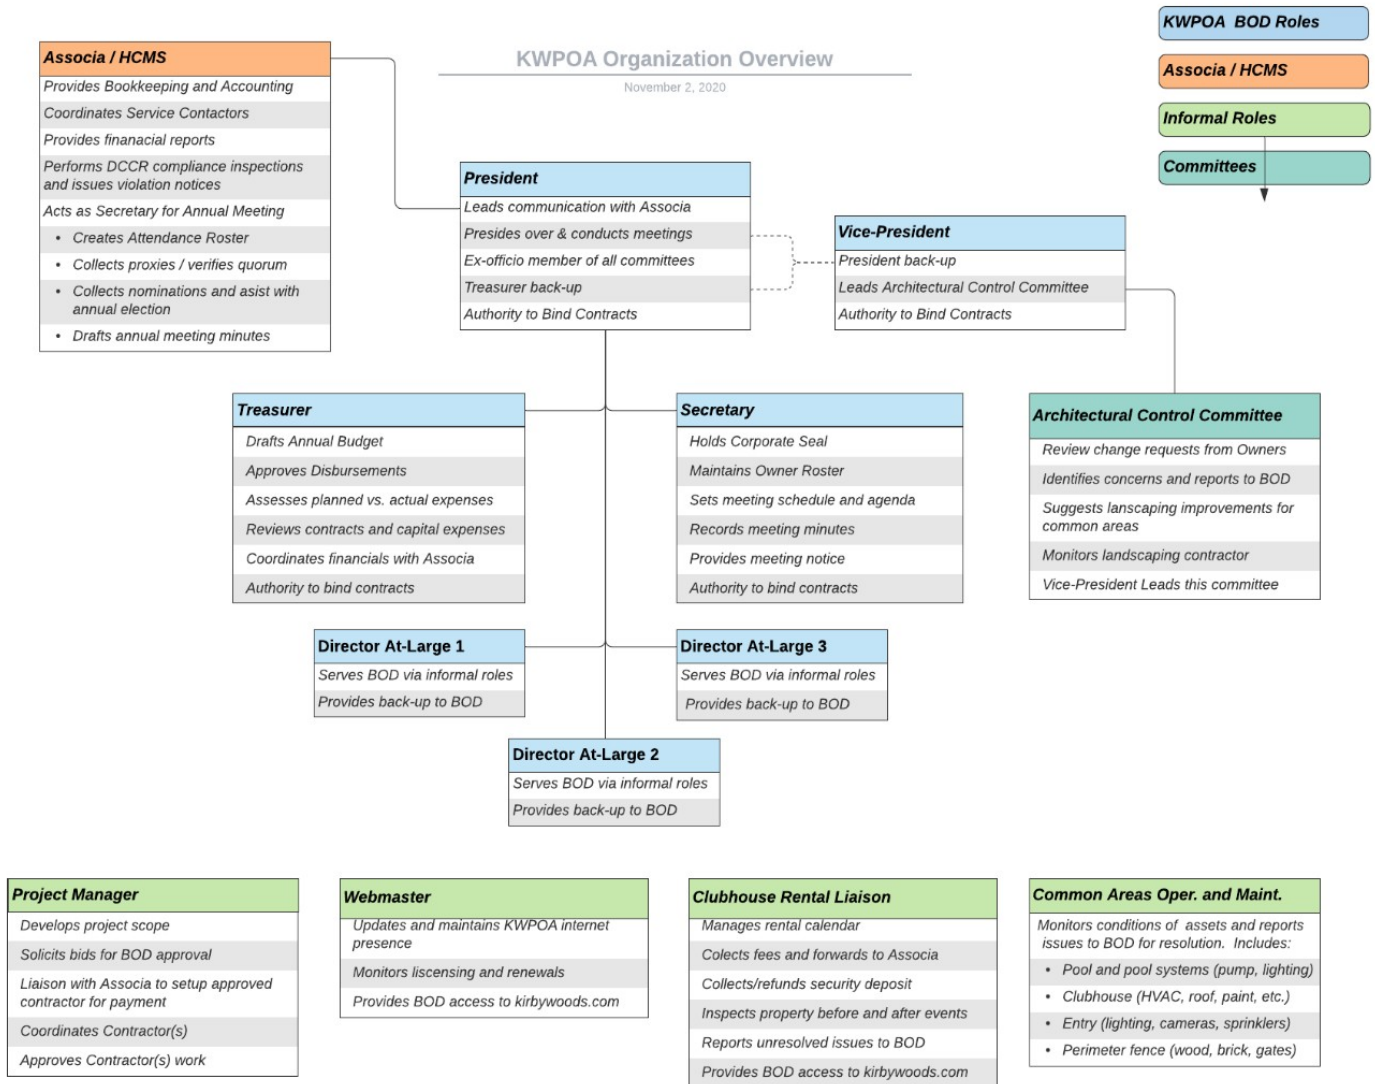 KWPOA Organization Overview
November 2, 2020
KWPOA  BOD Roles
Associa / HCMS
Informal Roles
Committees
Associa / HCMS
Provides Bookkeeping and Accounting
Coordinates Service Contactors
Provides finanacial reports
Performs DCCR compliance inspections
and issues violation notices
Acts as Secretary for Annual Meeting
• Creates Attendance Roster
• Collects proxies / verifies quorum
• Collects nominations and asist with
annual election
• Drafts annual meeting minutes
President
Leads communication with Associa
Presides over & conducts meetings
Ex-officio member of all committees
Treasurer back-up
Authority to Bind Contracts
Vice-President
President back-up
Leads Architectural Control Committee
Authority to Bind Contracts
Treasurer
Drafts Annual Budget
Approves Disbursements
Assesses planned vs. actual expenses
Reviews contracts and capital expenses
Coordinates financials with Associa
Authority to bind contracts
Secretary
Holds Corporate Seal
Maintains Owner Roster
Sets meeting schedule and agenda
Records meeting minutes
Provides meeting notice
Authority to bind contracts
Architectural Control Committee
Review change requests from Owners
Identifies concerns and reports to BOD
Suggests lanscaping improvements for
common areas
Monitors landscaping contractor
Vice-President Leads this committee
Director At-Large 1
Serves BOD via informal roles
Provides back-up to BOD
Director At-Large 3
Serves BOD via informal roles
Provides back-up to BOD
Director At-Large 2
Serves BOD via informal roles
Provides back-up to BOD
Project Manager
Develops project scope
Solicits bids for BOD approval
Liaison with Associa to setup approved
contractor for payment
Coordinates Contractor(s)
Approves Contractor(s) work
Webmaster
Updates and maintains KWPOA internet
presence
Monitors liscensing and renewals
Provides BOD access to kirbywoods.com
Clubhouse Rental Liaison
Manages rental calendar
Colects fees and forwards to Associa
Collects/refunds security deposit
Inspects property before and after events
Reports unresolved issues to BOD
Provides BOD access to kirbywoods.com
Common Areas Oper. and Maint.
Monitors conditions of  assets and reports
issues to BOD for resolution.  Includes:
• Pool and pool systems (pump, lighting)
• Clubhouse (HVAC, roof, paint, etc.)
• Entry (lighting, cameras, sprinklers)
• Perimeter fence (wood, brick, gates)